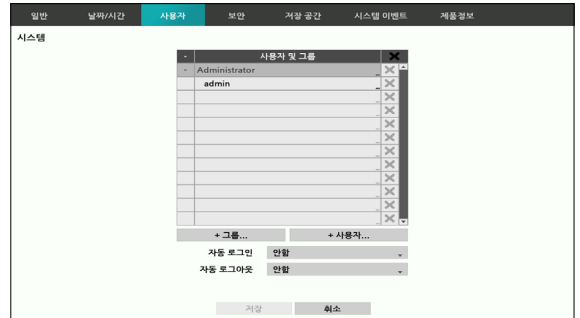 일반 날짜/시간 사용자 보안 저장 공간 시스템 이벤트 제품정보
시스템
- 사용자 및 그룹
- Administrator
admin
+ 그룹... + 사용자...
자동 로그인 안함
자동 로그아웃 안함
저장 취소